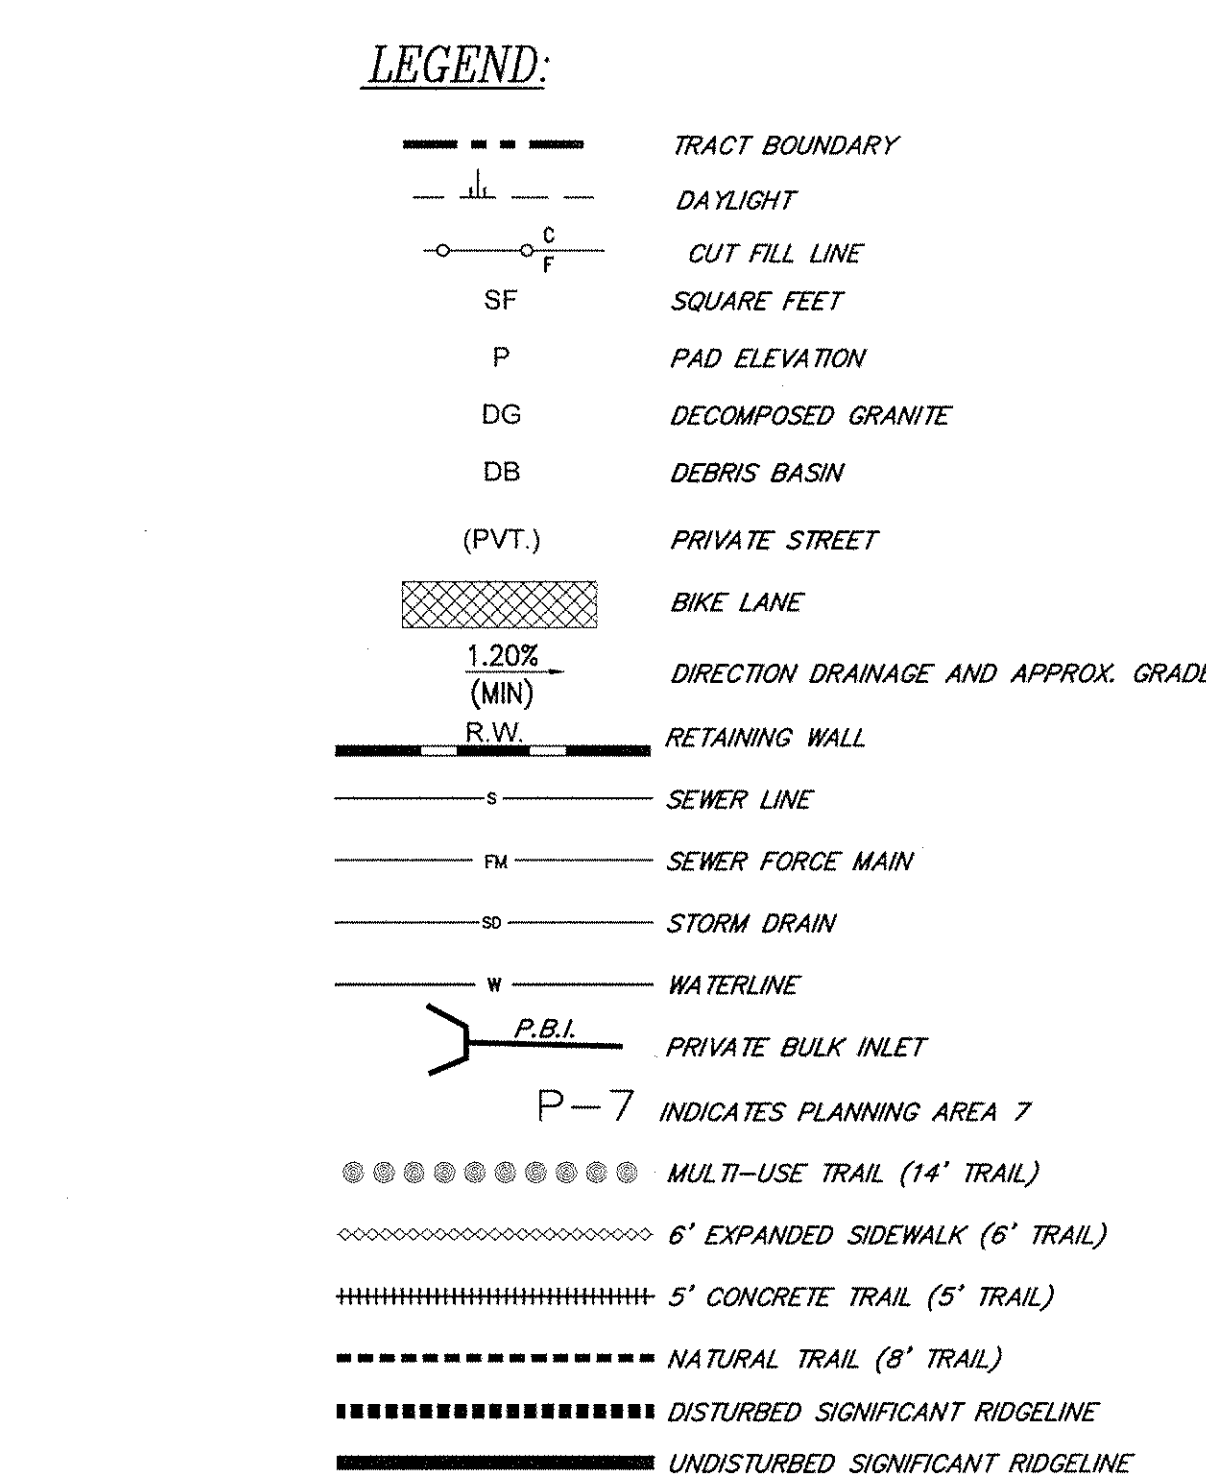 LEGEND:
TRACT BOUNDARY
DAYLIGHT
C
F
CUT FILL LINE
SF SQUARE FEET
P PAD ELEVATION
DG DECOMPOSED GRANITE
DB DEBRIS BASIN
(PVT.) PRIVATE STREET
BIKE LANE
1.20%
(MIN)
DIRECTION DRAINAGE AND APPROX. GRADE
R.W. RETAINING WALL
S SEWER LINE
FM SEWER FORCE MAIN
SD STORM DRAIN
W WATERLINE
P.B.I. PRIVATE BULK INLET
P-7 INDICATES PLANNING AREA 7
MULTI-USE TRAIL (14' TRAIL)
6' EXPANDED SIDEWALK (6' TRAIL)
5' CONCRETE TRAIL (5' TRAIL)
NATURAL TRAIL (8' TRAIL)
DISTURBED SIGNIFICANT RIDGELINE
UNDISTURBED SIGNIFICANT RIDGELINE